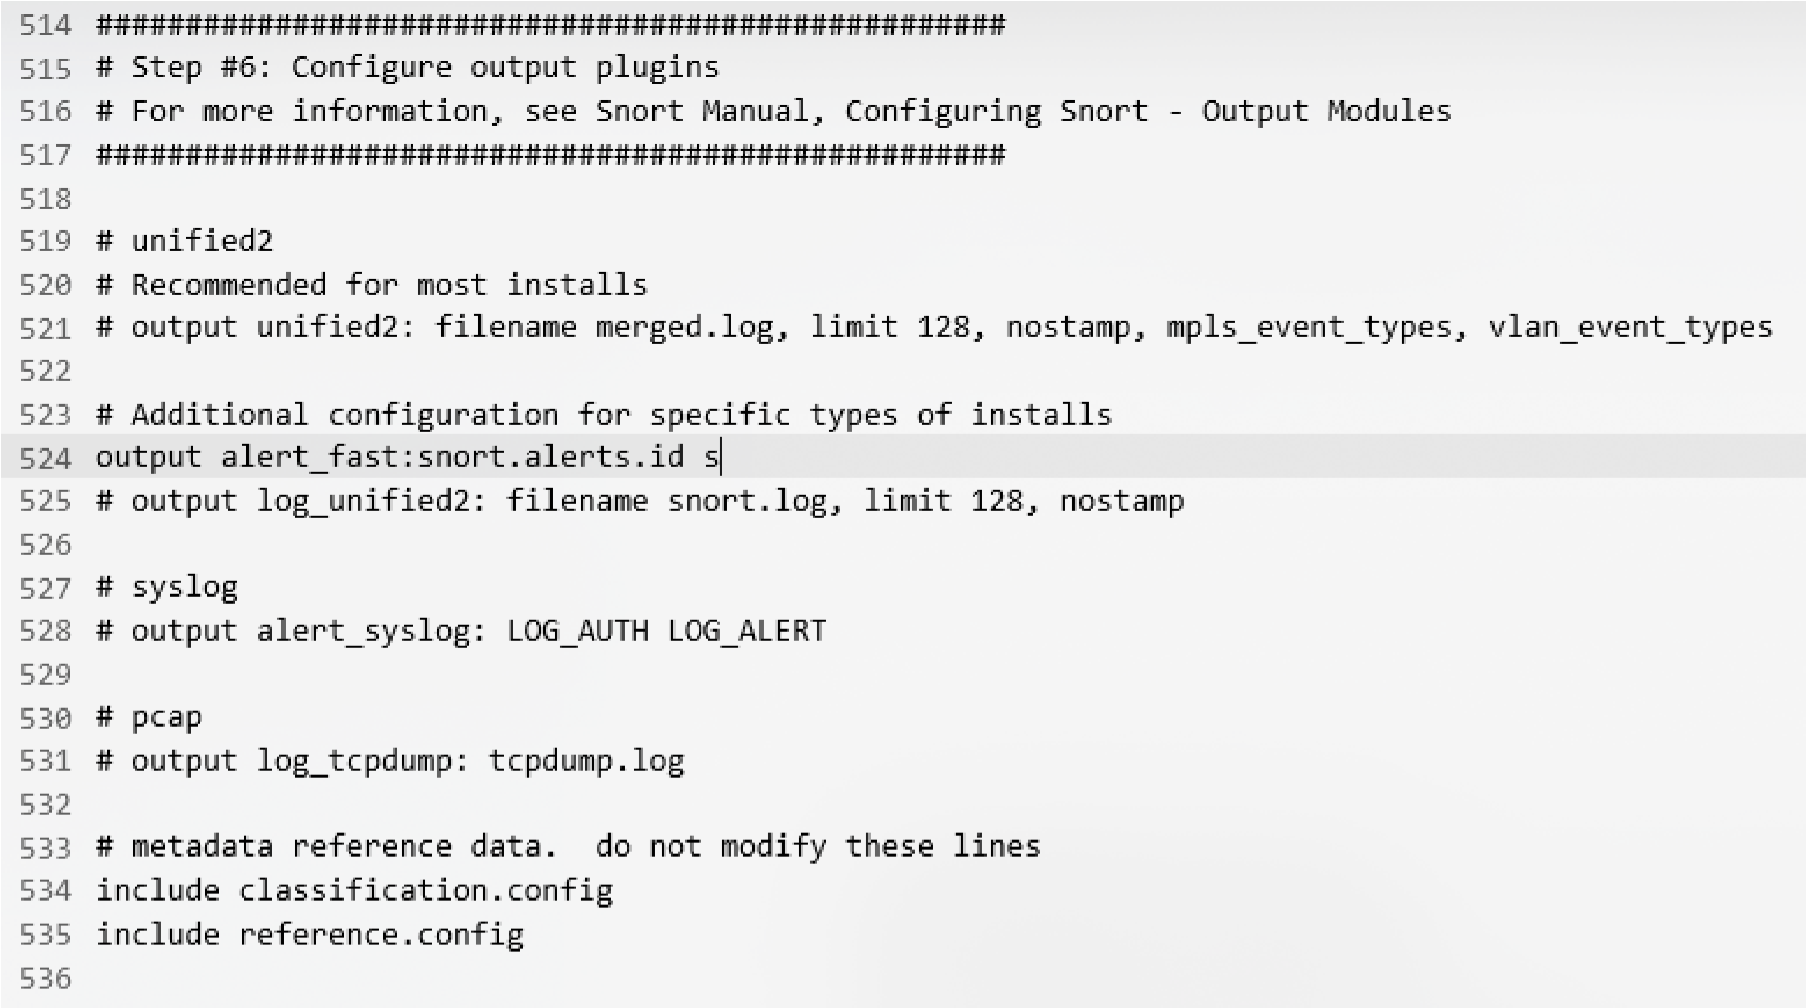 514 ###################################################
515 # Step #6: Configure output plugins
516 # For more information, see Snort Manual, Configuring Snort - Output Modules
517 ###################################################
518
519 # unified2
520 # Recommended for most installs
521 # output unified2: filename merged.log, limit 128, nostamp, mpls_event_types, vlan_event_types
522
523 # Additional configuration for specific types of installs
524 output alert_fast:snort.alerts.id s
525 # output log_unified2: filename snort.log, limit 128, nostamp
526
527 # syslog
528 # output alert_syslog: LOG_AUTH LOG_ALERT
529
530 # pcap
531 # output log_tcpdump: tcpdump.log
532
533 # metadata reference data.  do not modify these lines
534 include classification.config
535 include reference.config
536